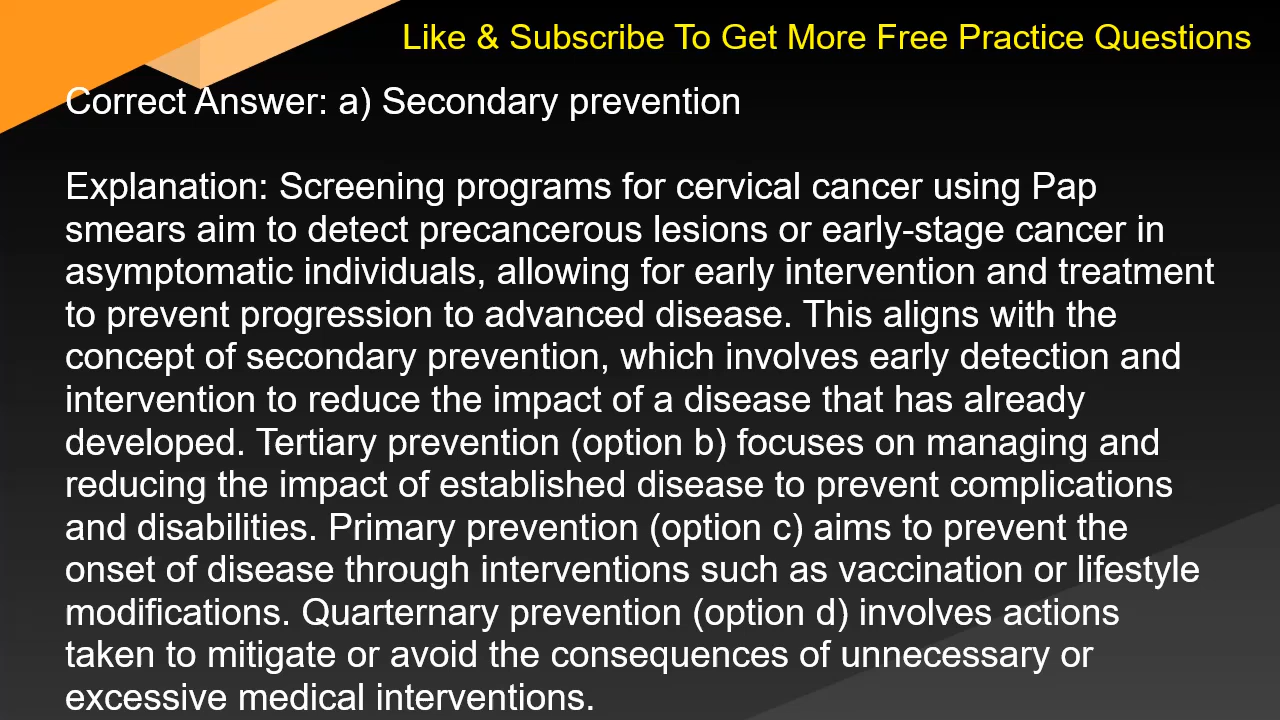 Like & Subscribe To Get More Free Practice Questions
Correct Answer: a) Secondary prevention
Explanation: Screening programs for cervical cancer using Pap
smears aim to detect precancerous lesions or early-stage cancer in
asymptomatic individuals, allowing for early intervention and treatment
to prevent progression to advanced disease. This aligns with the
concept of secondary prevention, which involves early detection and
intervention to reduce the impact of a disease that has already
developed. Tertiary prevention (option b) focuses on managing and
reducing the impact of established disease to prevent complications
and disabilities. Primary prevention (option c) aims to prevent the
onset of disease through interventions such as vaccination or lifestyle
modifications. Quarternary prevention (option d) involves actions
taken to mitigate or avoid the consequences of unnecessary or
excessive medical interventions.